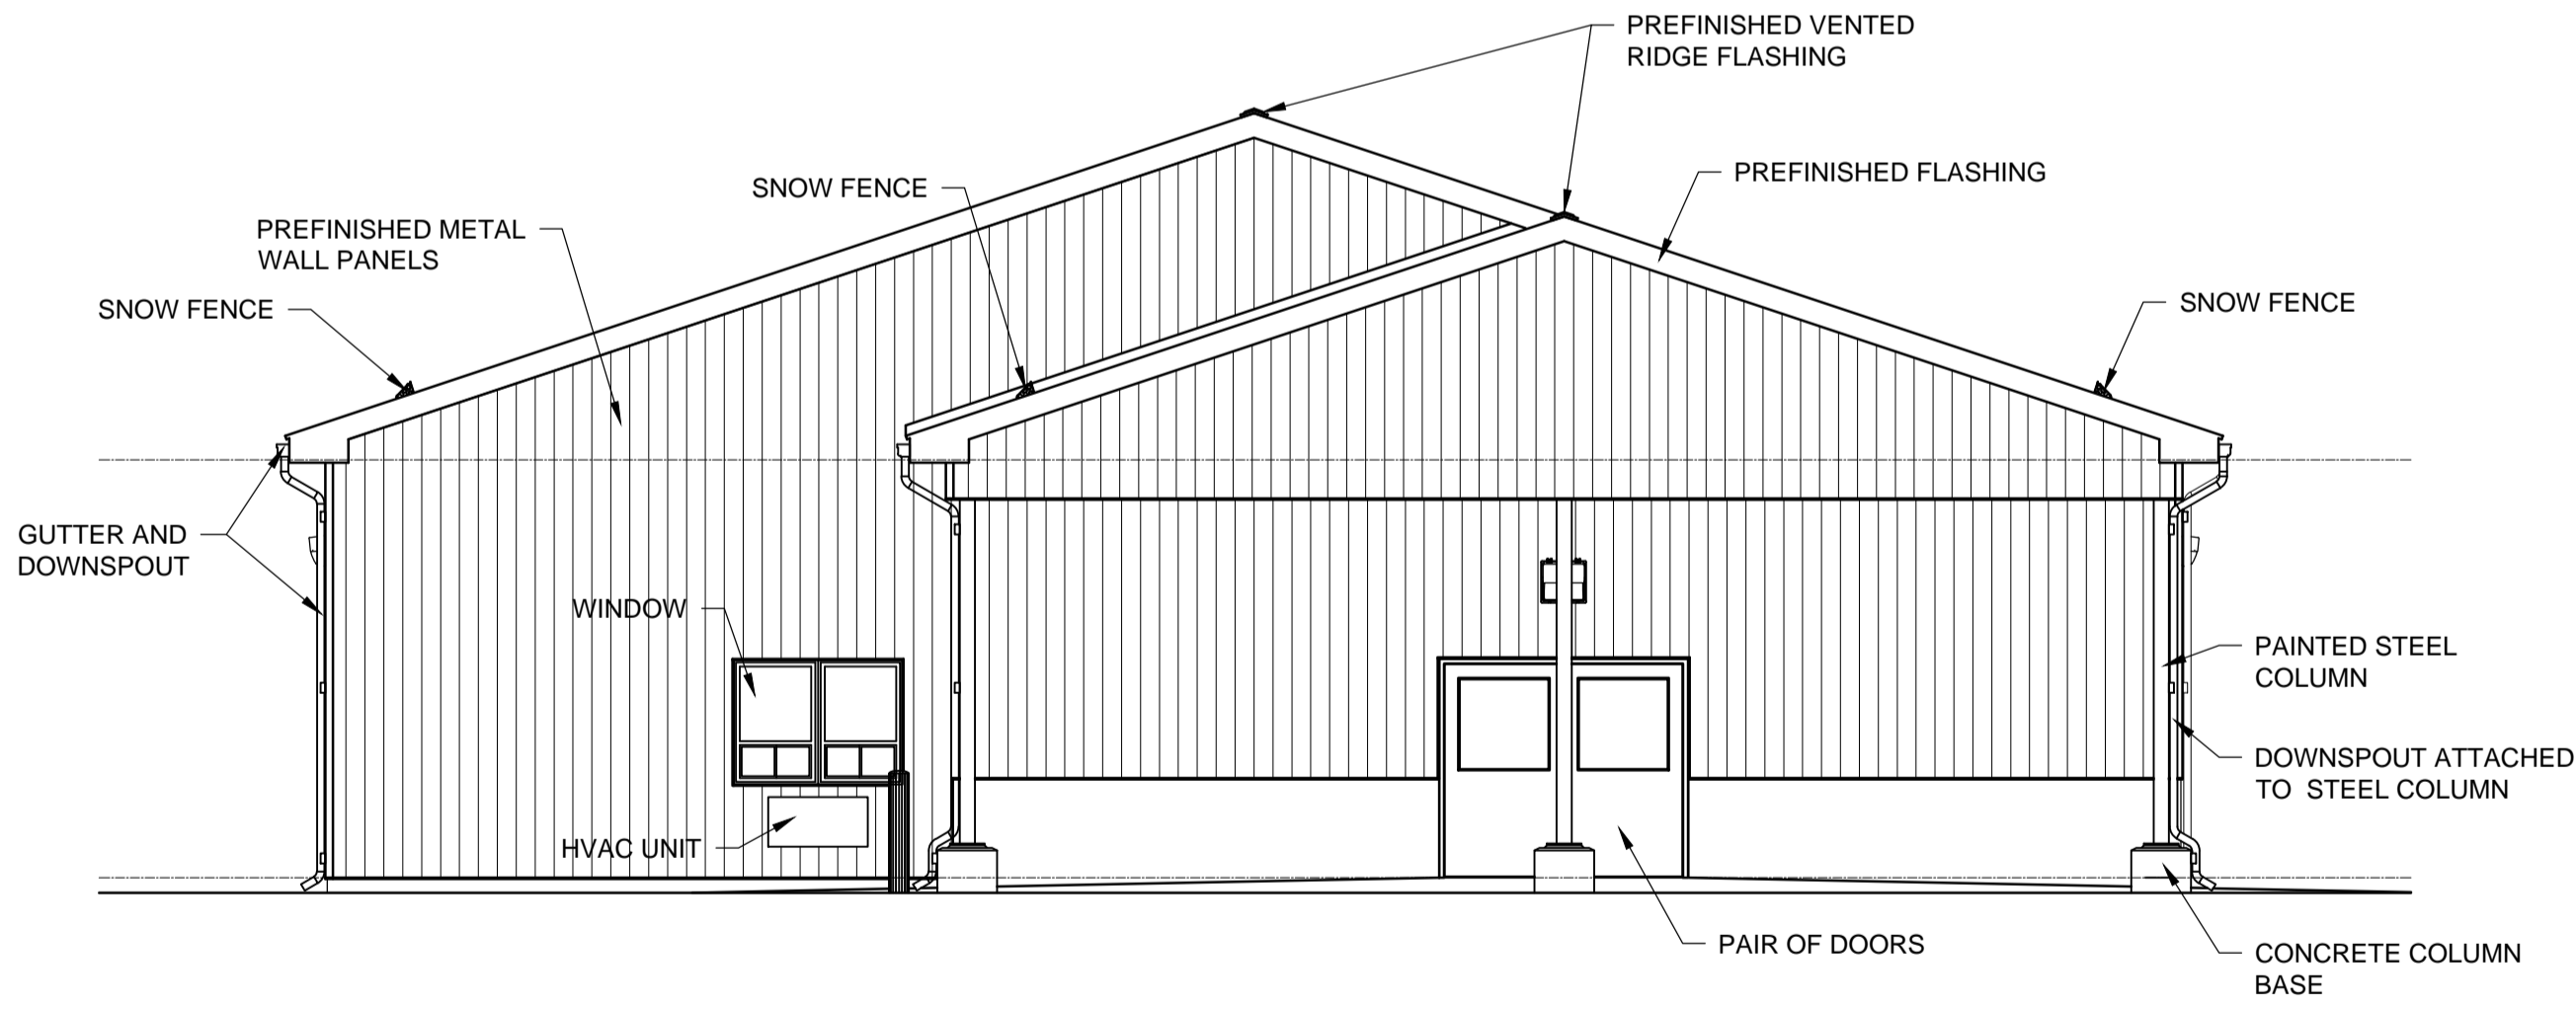 PREFINISHED VENTED
RIDGE FLASHING
SNOW FENCE
PREFINISHED FLASHING
PREFINISHED METAL
WALL PANELS
SNOW FENCE
SNOW FENCE
GUTTER AND
DOWNSPOUT
WINDOW
PAINTED STEEL
COLUMN
DOWNSPOUT ATTACHED
TO STEEL COLUMN
HVAC UNIT
PAIR OF DOORS
CONCRETE COLUMN
BASE